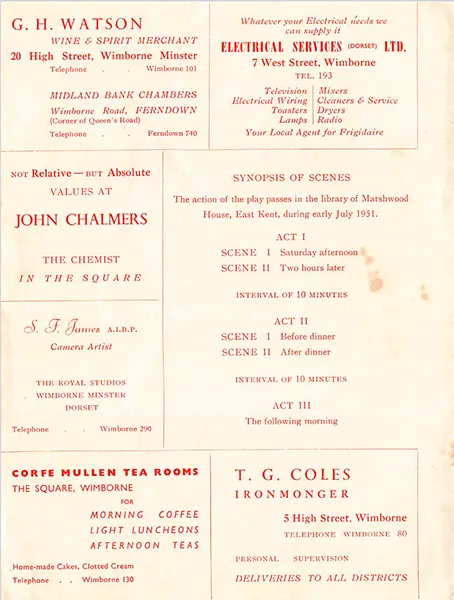 G. H. WATSON
WINE & SPIRIT MERCHANT
20 High Street, Wimborne Minster
Telephone . . Wimborne 101
MIDLAND BANK CHAMBERS
Wimborne Road, FERNDOWN
(Corner of Queen's Road)
Telephone . . Ferndown 740
Whatever your Electrical needs we
can supply it
ELECTRICAL SERVICES (DORSET) LTD.
7 West Street, Wimborne
TEL. 193
Television | Mixers
Electrical Wiring | Cleaners & Service
Toasters | Dryers
Lamps | Radio
Your Local Agent for Frigidaire
NOT Relative — BUT Absolute
VALUES AT
JOHN CHALMERS
THE CHEMIST
IN THE SQUARE
SYNOPSIS OF SCENES
The action of the play passes in the library of Marshwood
House, East Kent, during early July 1951.
ACT I
SCENE I Saturday afternoon
SCENE II Two hours later
INTERVAL OF 10 MINUTES
ACT II
SCENE I Before dinner
SCENE II After dinner
INTERVAL OF 10 MINUTES
ACT III
The following morning
S. F. James A.I.B.P.
Camera Artist
THE ROYAL STUDIOS
WIMBORNE MINSTER
DORSET
Telephone . . Wimborne 290
CORFE MULLEN TEA ROOMS
THE SQUARE, WIMBORNE
FOR
MORNING COFFEE
LIGHT LUNCHEONS
AFTERNOON TEAS
Home-made Cakes, Clotted Cream
Telephone . . Wimborne 130
T. G. COLES
IRONMONGER
5 High Street, Wimborne
TELEPHONE WIMBORNE 80
PERSONAL SUPERVISION
DELIVERIES TO ALL DISTRICTS